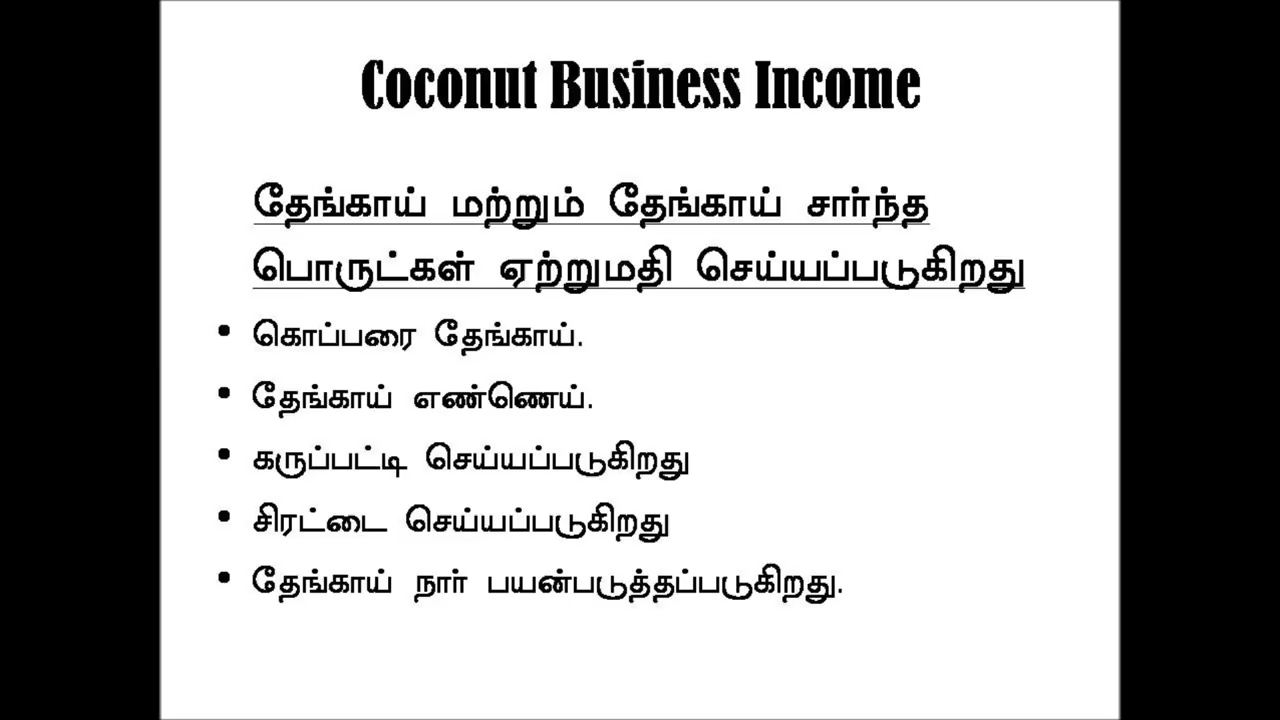 Coconut Business Income
தேங்காய் மற்றும் தேங்காய் சார்ந்த
பொருட்கள் ஏற்றுமதி செய்யப்படுகிறது
• கொப்பரை தேங்காய்.
• தேங்காய் எண்ணெய்.
• கருப்பட்டி செய்யப்படுகிறது
• சிரட்டை செய்யப்படுகிறது
• தேங்காய் நார் பயன்படுத்தப்படுகிறது.